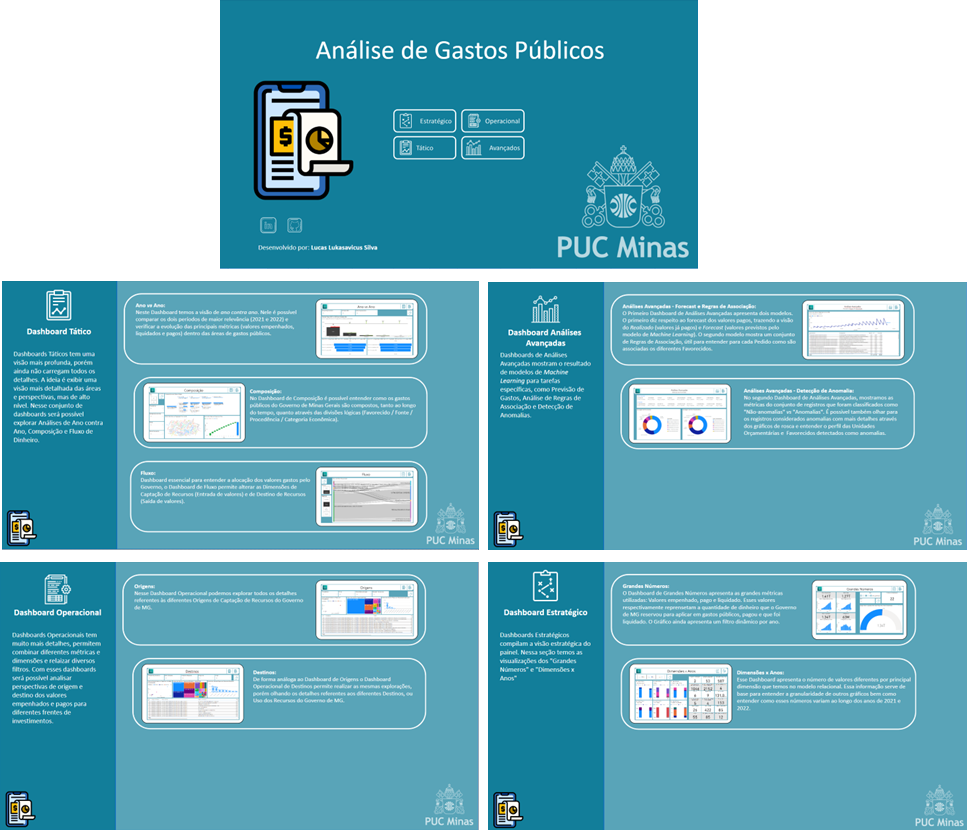 Análise de Gastos Públicos
Estratégico
Operacional
Tático
Avançados
Desenvolvido por: Lucas Lukasavicus Silva
PUC Minas
Dashboard Tático
Dashboards Táticos tem uma
visão mais profunda, porém
ainda não carregam todos os
detalhes. A ideia é exibir uma
visão mais detalhada das áreas
e perspectivas, mas de alto
nível. Nesse conjunto de
dashboards será possível
explorar Análises de Ano contra
Ano, Composição e Fluxo de
Dinheiro.
Ano vs Ano:
Neste Dashboard temos a visão de ano contra ano. Nele é possível
comparar os dois períodos de maior relevância (2021 e 2022) e
verificar a evolução das principais métricas (valores empenhados,
liquidados e pagos) dentro das áreas de gastos públicos.
Ano vs Ano
Composição
Composição:
No Dashboard de Composição é possível entender como os gastos
públicos do Governo de Minas Gerais são compostos, tanto ao longo
do tempo, quanto através das divisões lógicas (Favorecido / Fonte /
Procedência / Categoria Econômica).
Fluxo:
Dashboard essencial para entender a alocação dos valores gastos pelo
Governo, o Dashboard de Fluxo permite alterar as Dimensões de
Captação de Recursos (Entrada de valores) e de Destino de Recursos
(Saída de valores).
Fluxo
PUC Minas
Dashboard Análises
Avançadas
Dashboards de Análises
Avançadas mostram o resultado
de modelos de Machine
Learning para tarefas
específicas, como Previsão de
Gastos, Análise de Regras de
Associação e Detecção de
Anomalias.
Análises Avançadas - Forecast e Regras de Associação:
O Primeiro Dashboard de Análises Avançadas apresenta dois modelos.
O primeiro diz respeito ao forecast dos valores pagos, trazendo a visão
do Realizado (valores já pagos) e Forecast (valores previstos pelo
modelo de Machine Learning). O segundo modelo mostra um conjunto
de Regras de Associação, útil para entender para cada Pedido como são
associadas os diferentes Favorecidos.
Análises Avançadas - Detecção de Anomalia:
No segundo Dashboard de Análises Avançadas, mostramos as
métricas do conjunto de registros que foram classificados como
"Não-anomalias" vs "Anomalias". É possível também olhar para
os registros considerados anomalias com mais detalhes através
dos gráficos de rosca e entender o perfil das Unidades
Orçamentárias e Favorecidos detectados como anomalias.
PUC Minas
Dashboard Operacional
Dashboards Operacionais tem
muito mais detalhes, permitem
combinar diferentes métricas e
dimensões e relaizar diversos
filtros. Com esses dashboards
será possível analisar
perspectivas de origem e
destino dos valores
empenhados e pagos para
diferentes frentes de
investimentos.
Origens:
Nesse Dashboard Operacional podemos explorar todos os detalhes
referentes às diferentes Origens de Captação de Recursos do Governo
de MG.
Origens
Destinos
Destinos:
De forma análoga ao Dashboard de Origens o Dashboard
Operacional de Destinos permito realizar as mesmas explorações,
porém olhando os detalhes referentes aos diferentes Destinos, ou
Uso dos Recursos do Governo de MG.
PUC Minas
Dashboard Estratégico
Dashboards Estratégicos
compilam a visão estratégica do
painel. Nessa seção temos as
visualizações dos "Grandes
Números" e "Dimensões x
Anos"
Grandes Números:
O Dashboard de Grandes Números apresenta as grandes métricas
utilizadas: Valores empenhado, pago e liquidado. Esses valores
respectivamente representam a quantidade de dinheiro que o Governo
de MG reservou para aplicar em gastos públicos, pagou e que foi
liquidado. O Gráfico ainda apresenta um filtro dinâmico por ano.
Grandes Números
Dimensões x Anos
Dimensões x Anos:
Esse Dashboard apresenta o número de valores diferentes por principal
dimensão que temos no modelo relacional. Essa informação serve de
base para entender a granularidade de outros gráficos bem como
entender como esses números variam ao longo dos anos de 2021 e
2022.
PUC Minas